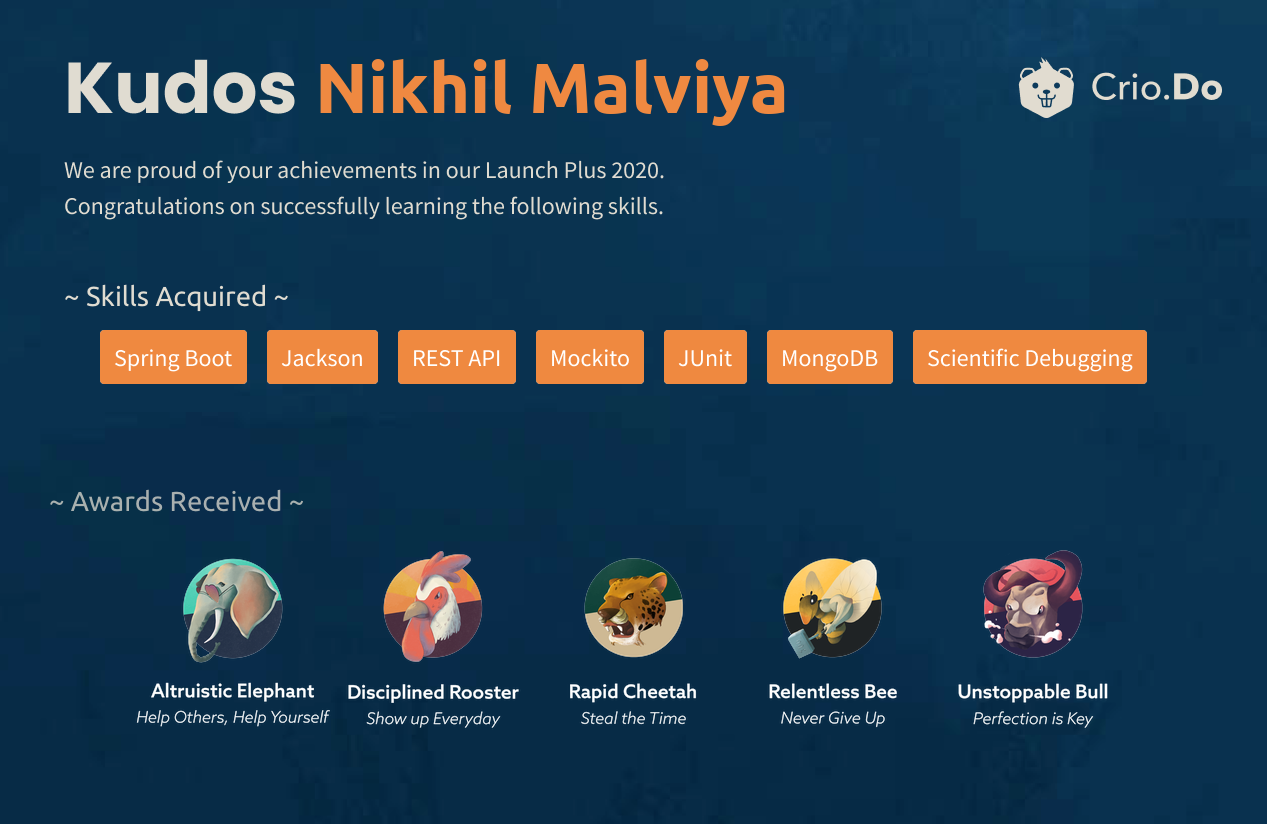 Kudos Nikhil Malviya
Crio.Do
We are proud of your achievements in our Launch Plus 2020.
Congratulations on successfully learning the following skills.
~ Skills Acquired ~
Spring Boot Jackson REST API Mockito JUnit MongoDB Scientific Debugging
~ Awards Received ~
Altruistic Elephant Disciplined Rooster Rapid Cheetah Relentless Bee Unstoppable Bull
Help Others, Help Yourself Show up Everyday Steal the Time Never Give Up Perfection is Key